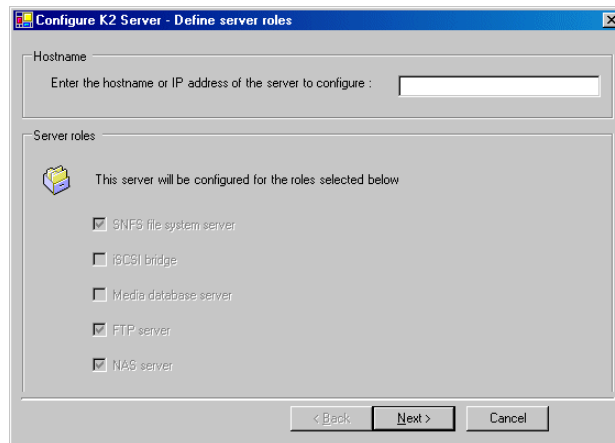 Configure K2 Server - Define server roles
Hostname
Enter the hostname or IP address of the server to configure :
Server roles
This server will be configured for the roles selected below
SNFS file system server
iSCSI bridge
Media database server
FTP server
NAS server
< Back
Next >
Cancel